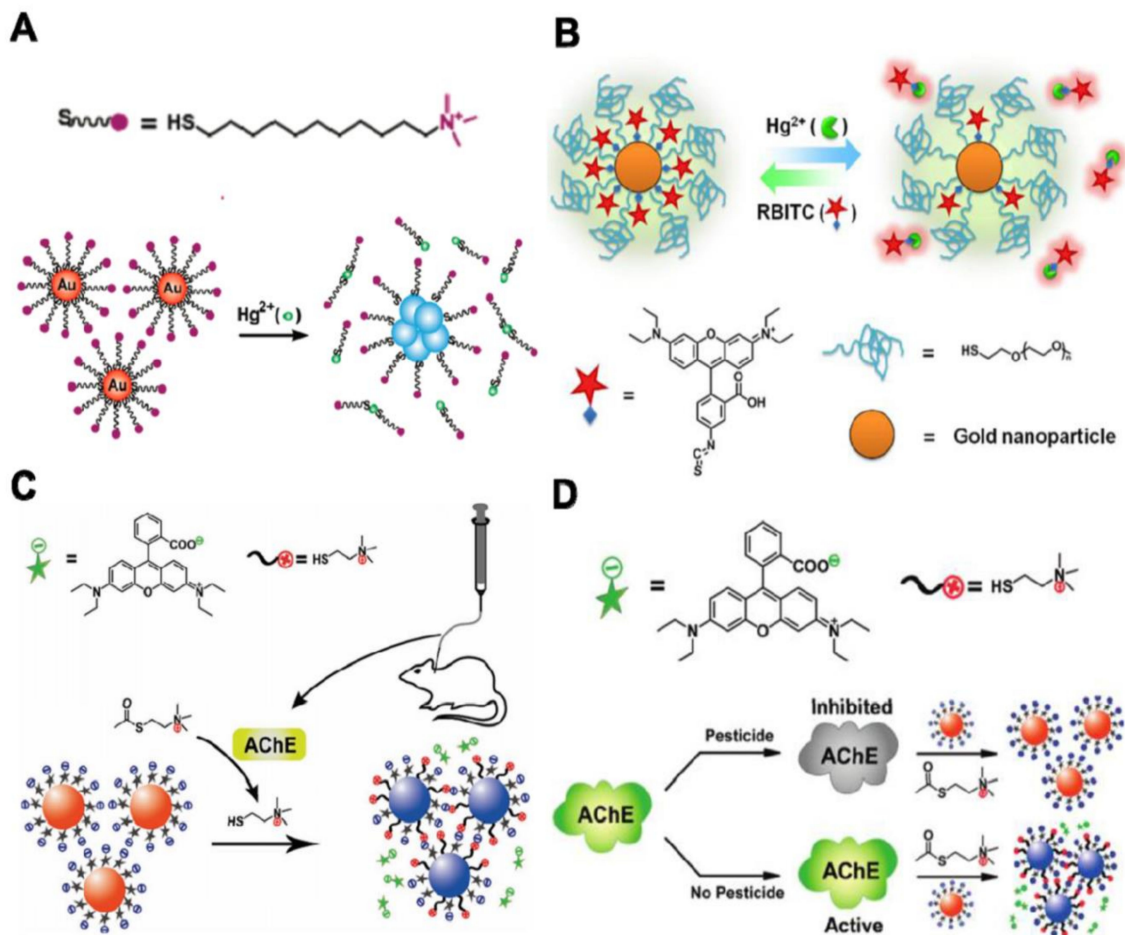 A
S = HS N+
Au Au
Au
Hg2+( )
S S S S S S S
B
Hg2+ ( )
RBITC ( )
N O N+
O
OH
N
C
S
=
= HS O ( O )n
= Gold nanoparticle
C
− = COO⊖
N O N+
+ = HS N ⊕
O
S N ⊕
AChE
HS N ⊕
D
− = COO⊖
N O N+
+ = HS N ⊕
Inhibited
Pesticide
AChE
O
S N ⊕
AChE
No Pesticide
AChE
Active
O
S N ⊕